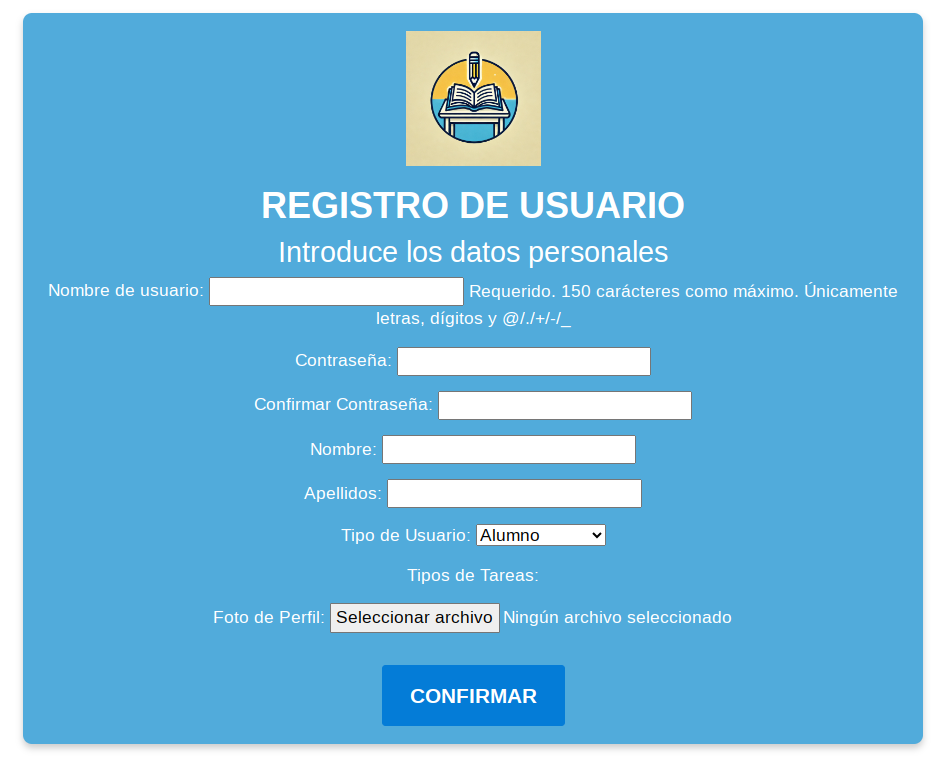 REGISTRO DE USUARIO
Introduce los datos personales
Nombre de usuario: Requerido. 150 carácteres como máximo. Únicamente
letras, dígitos y @/./+/-/_
Contraseña:
Confirmar Contraseña:
Nombre:
Apellidos:
Tipo de Usuario: Alumno
Tipos de Tareas:
Foto de Perfil: Seleccionar archivo Ningún archivo seleccionado
CONFIRMAR